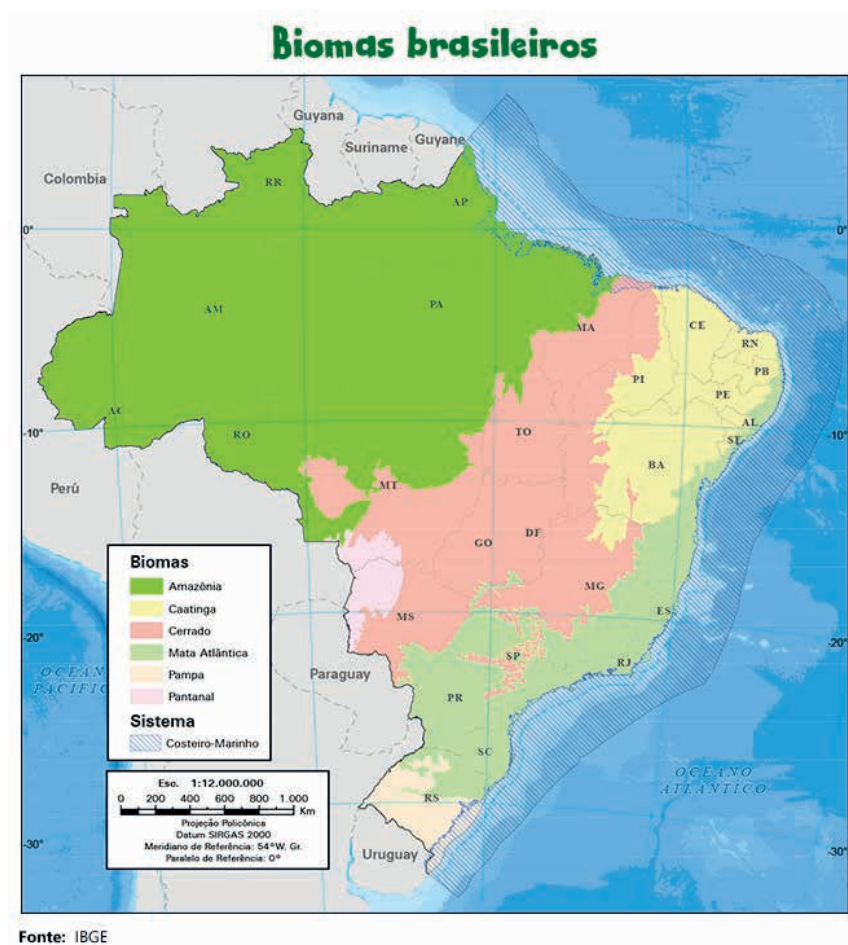 Biomas brasileiros
Guyana
Suriname
Guyane
Colombia
RR
AP
0°
0°
AM
PA
MA
CE
RN
PI
PB
PE
AC
AL
-10°
RO
TO
SE
-10°
BA
MT
Perú
GO
DF
MG
MS
ES
-20°
SP
RJ
-20°
OCEANO
PACÍFICO
Paraguay
PR
SC
OCEANO
ATLÂNTICO
RS
-30°
Uruguay
-30°
Biomas
Amazônia
Caatinga
Cerrado
Mata Atlântica
Pampa
Pantanal
Sistema
Costeiro-Marinho
Esc. 1:12.000.000
0 200 400 600 800 1.000
Km
Projeção Policônica
Datum SIRGAS 2000
Meridiano de Referência: 54°W. Gr.
Paralelo de Referência: 0°
Fonte: IBGE